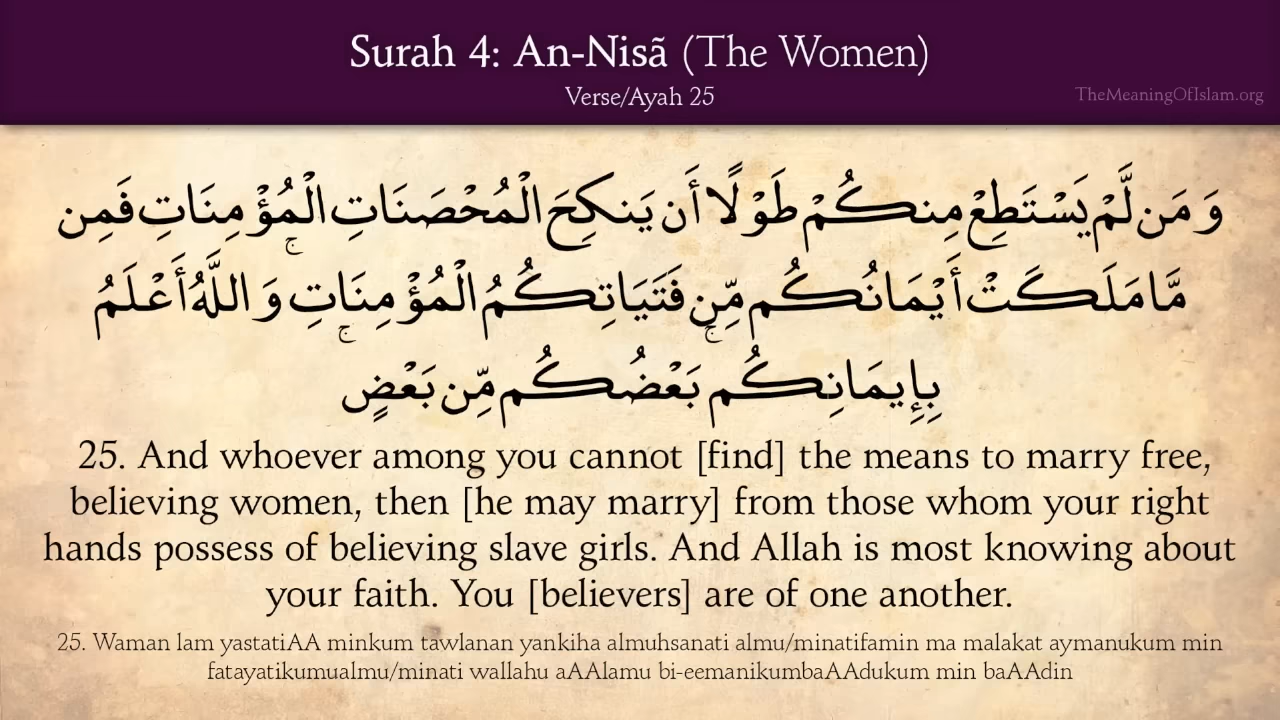 Surah 4: An-Nisã (The Women)
Verse/Ayah 25
TheMeaningOfIslam.org
وَمَن لَّمْ يَسْتَطِعْ مِنكُمْ طَوْلًا أَن يَنكِحَ الْمُحْصَنَاتِ الْمُؤْمِنَاتِ فَمِن
مَّا مَلَكَتْ أَيْمَانُكُم مِّن فَتَيَاتِكُمُ الْمُؤْمِنَاتِ ۚ وَاللَّهُ أَعْلَمُ
بِإِيمَانِكُم ۚ بَعْضُكُم مِّن بَعْضٍ ۚ
25. And whoever among you cannot [find] the means to marry free,
believing women, then [he may marry] from those whom your right
hands possess of believing slave girls. And Allah is most knowing about
your faith. You [believers] are of one another.
25. Waman lam yastatiAA minkum tawlanan yankiha almuhsanati almu/minatifamin ma malakat aymanukum min
fatayatikumualmu/minati wallahu aAAlamu bi-eemanikumbaAAdukum min baAAdin